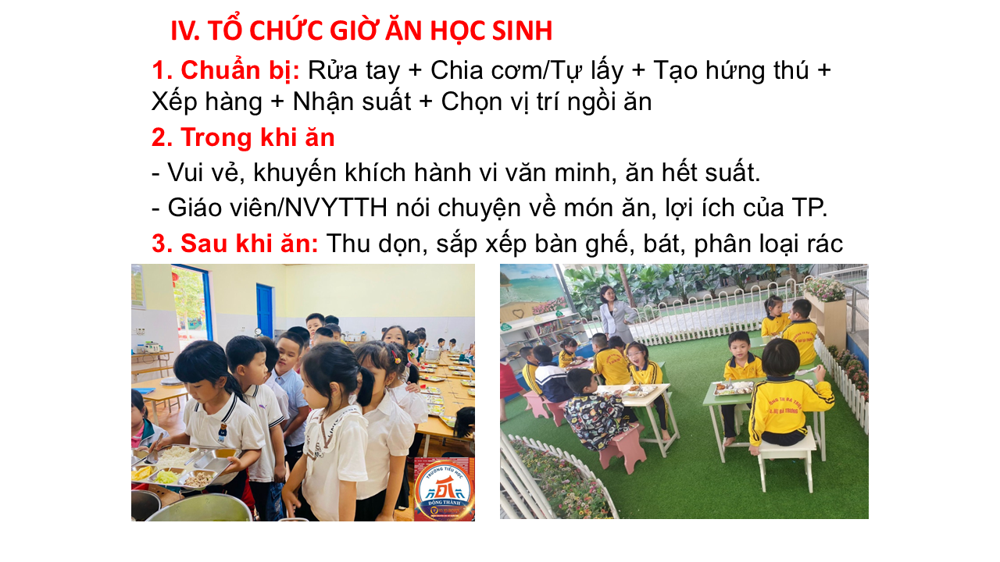 IV. TỔ CHỨC GIỜ ĂN HỌC SINH
1. Chuẩn bị: Rửa tay + Chia cơm/Tự lấy + Tạo hứng thú +
Xếp hàng + Nhận suất + Chọn vị trí ngồi ăn
2. Trong khi ăn
- Vui vẻ, khuyến khích hành vi văn minh, ăn hết suất.
- Giáo viên/NVYTTH nói chuyện về món ăn, lợi ích của TP.
3. Sau khi ăn: Thu dọn, sắp xếp bàn ghế, bát, phân loại rác
TRƯỜNG TIỂU HỌC
ĐÔNG THÀNH